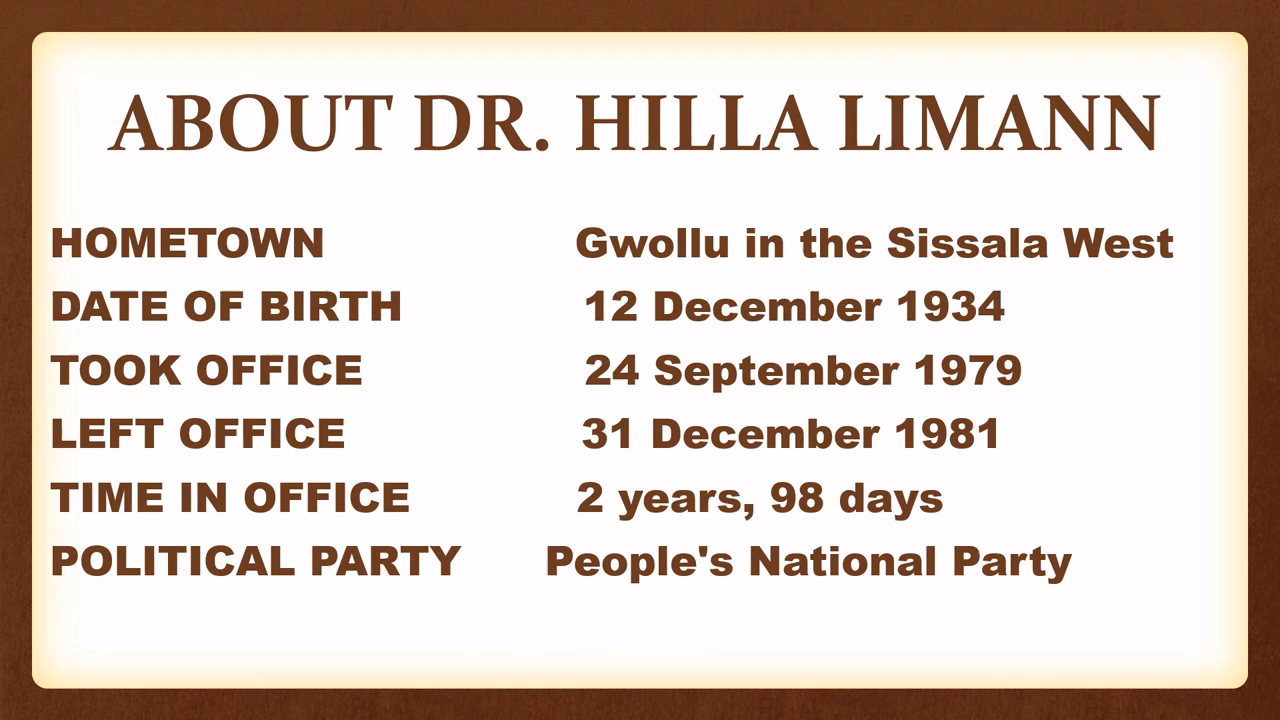 ABOUT DR. HILLA LIMANN
HOMETOWN Gwollu in the Sissala West
DATE OF BIRTH 12 December 1934
TOOK OFFICE 24 September 1979
LEFT OFFICE 31 December 1981
TIME IN OFFICE 2 years, 98 days
POLITICAL PARTY People's National Party